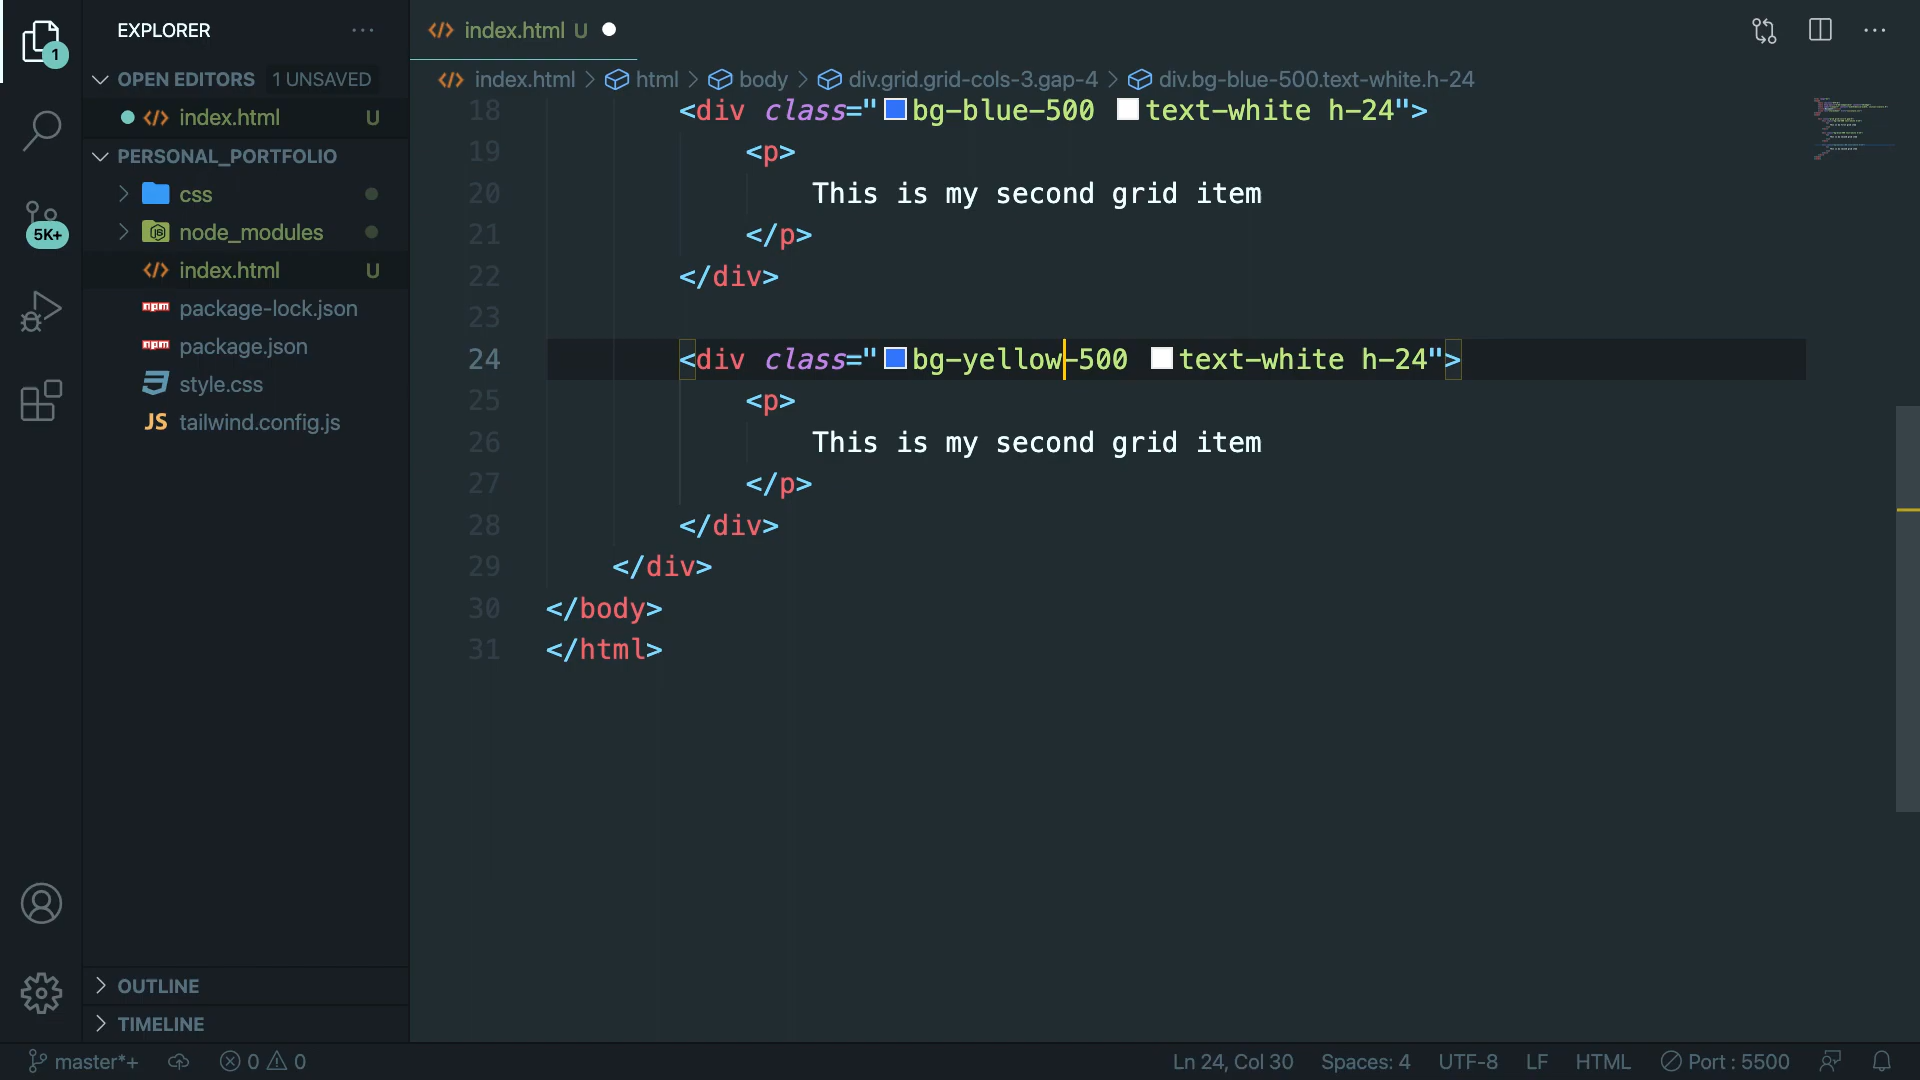 EXPLORER
index.html U
1
OPEN EDITORS 1 UNSAVED
index.html > html > body > div.grid.grid-cols-3.gap-4 > div.bg-blue-500.text-white.h-24
index.html U
PERSONAL_PORTFOLIO
css
node_modules
index.html U
npm package-lock.json
npm package.json
style.css
JS tailwind.config.js
5K+
18 <div class="bg-blue-500 text-white h-24">
19 <p>
20 This is my second grid item
21 </p>
22 </div>
23
24 <div class="bg-yellow-500 text-white h-24">
25 <p>
26 This is my second grid item
27 </p>
28 </div>
29 </div>
30 </body>
31 </html>
OUTLINE
TIMELINE
master*+ 0 0 Ln 24, Col 30 Spaces: 4 UTF-8 LF HTML Port : 5500